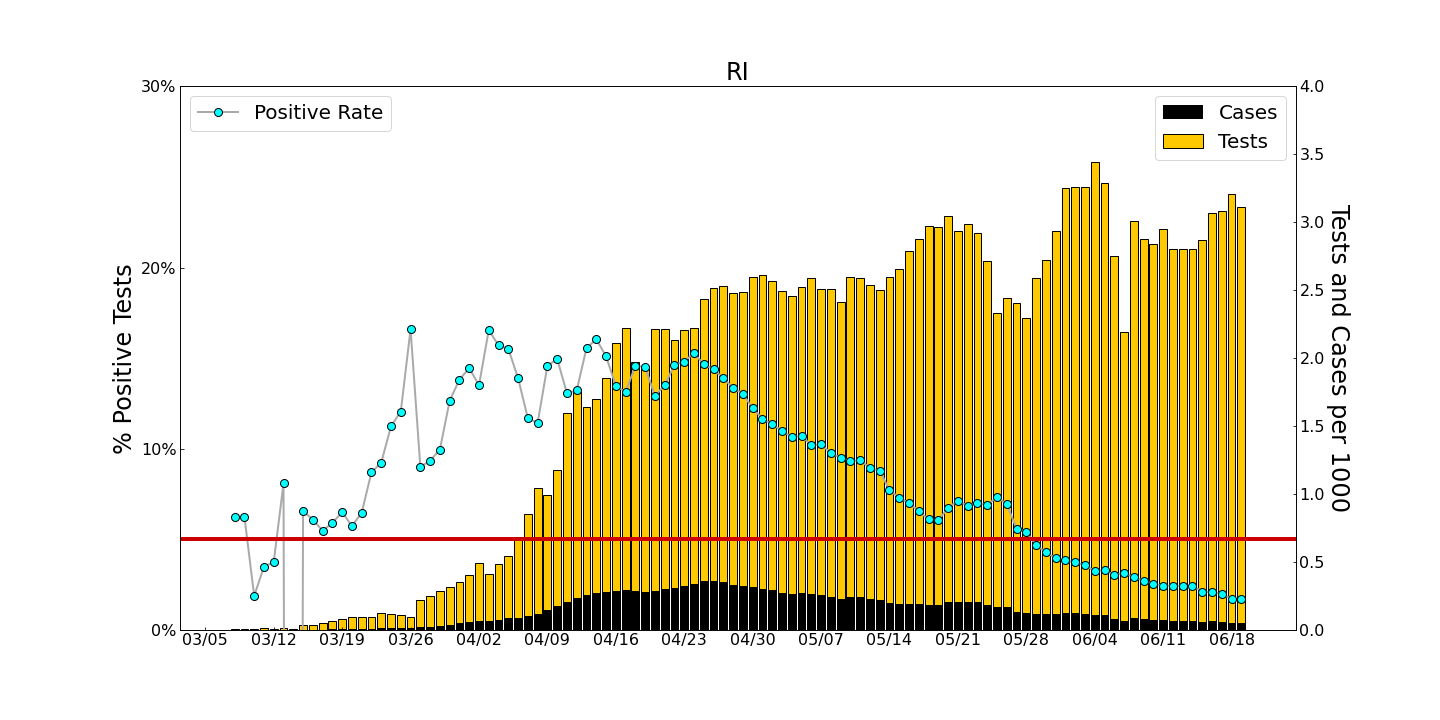 RI
30%
20%
10%
0%
% Positive Tests
Positive Rate
Cases
Tests
4.0
3.5
3.0
2.5
2.0
1.5
1.0
0.5
0.0
Tests and Cases per 1000
03/05 03/12 03/19 03/26 04/02 04/09 04/16 04/23 04/30 05/07 05/14 05/21 05/28 06/04 06/11 06/18